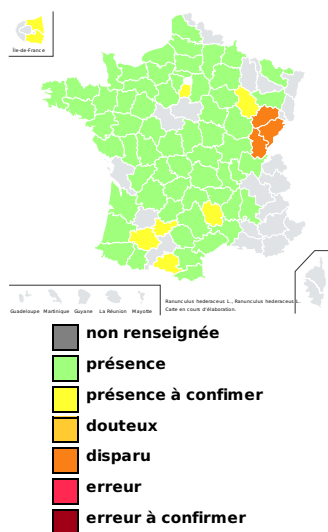 Île-de-France
Guadeloupe Martinique Guyane La Réunion Mayotte
Ranunculus hederaceus L., Ranunculus hederaceus L.
Carte en cours d'élaboration.
non renseignée
présence
présence à confimer
douteux
disparu
erreur
erreur à confirmer